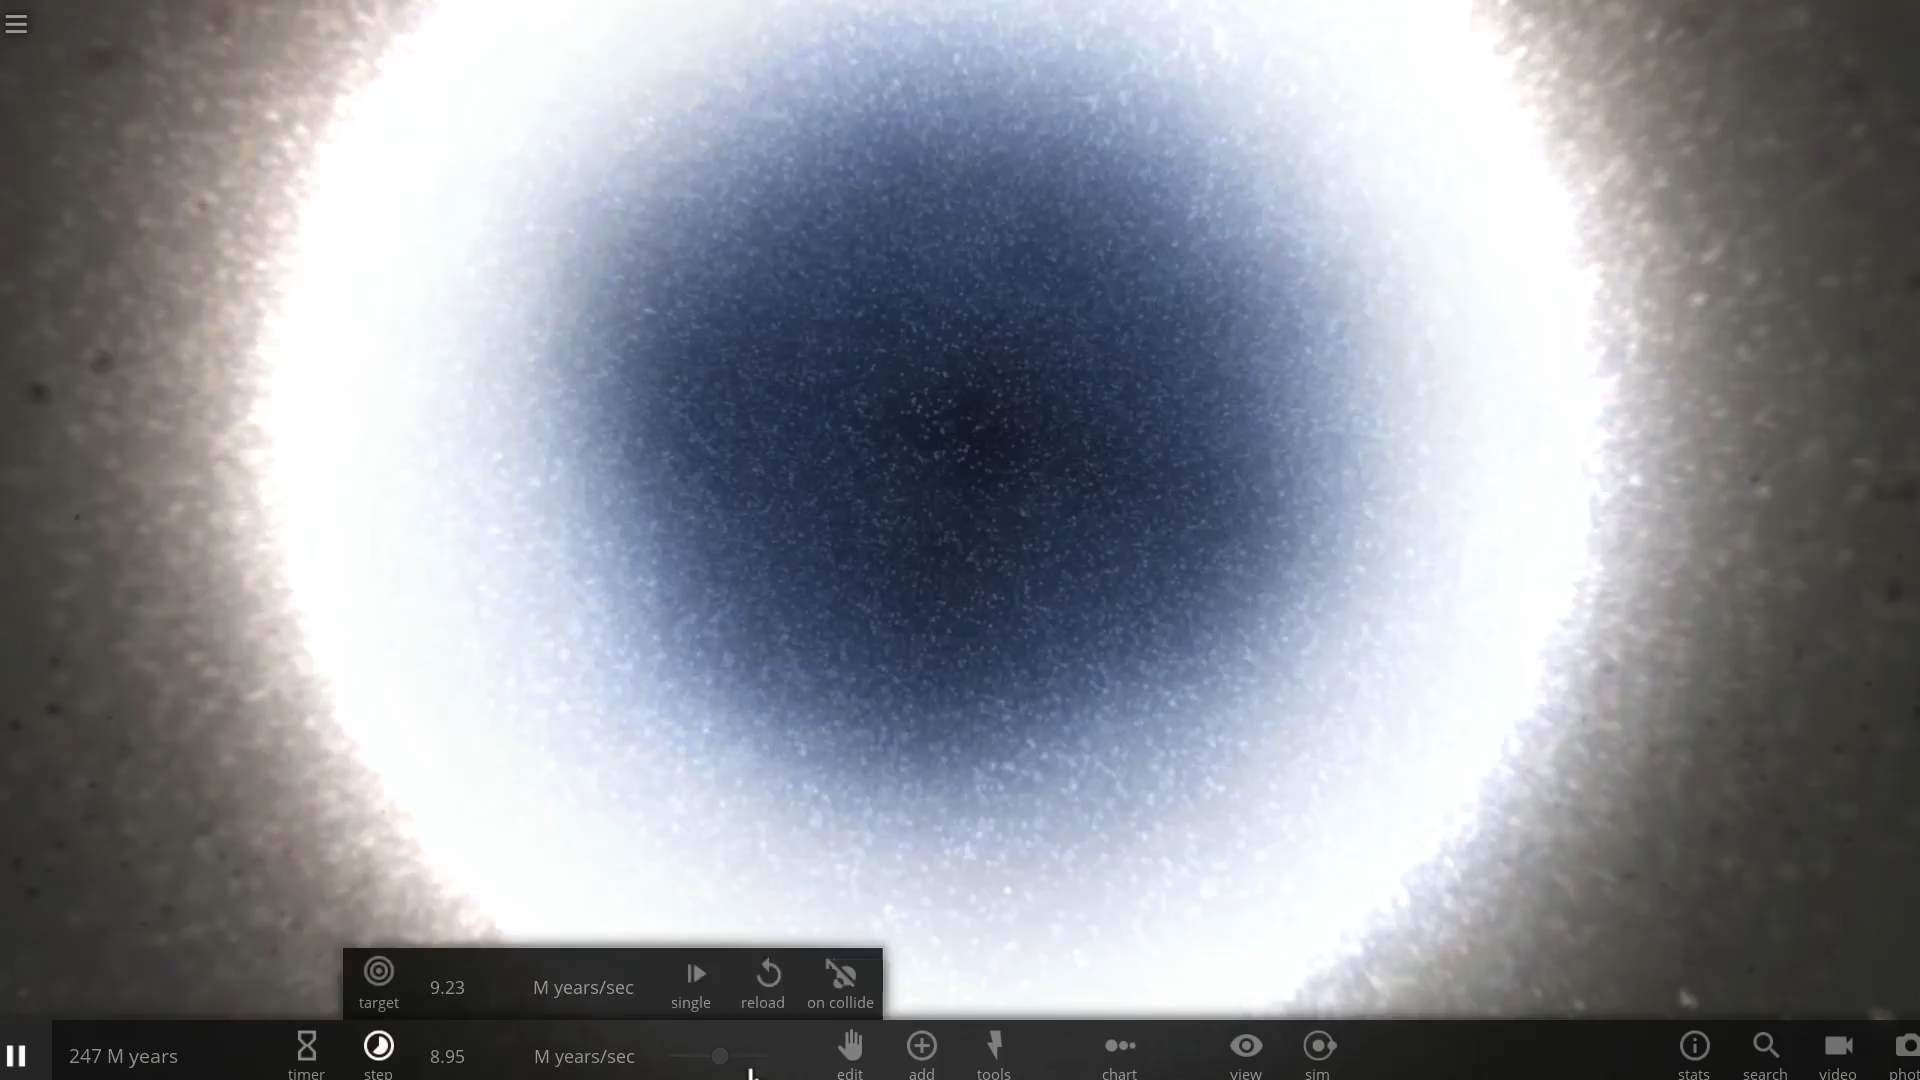 target 9.23 M years/sec single reload on collide
247 M years timer step 8.95 M years/sec edit add tools chart view sim stats search video